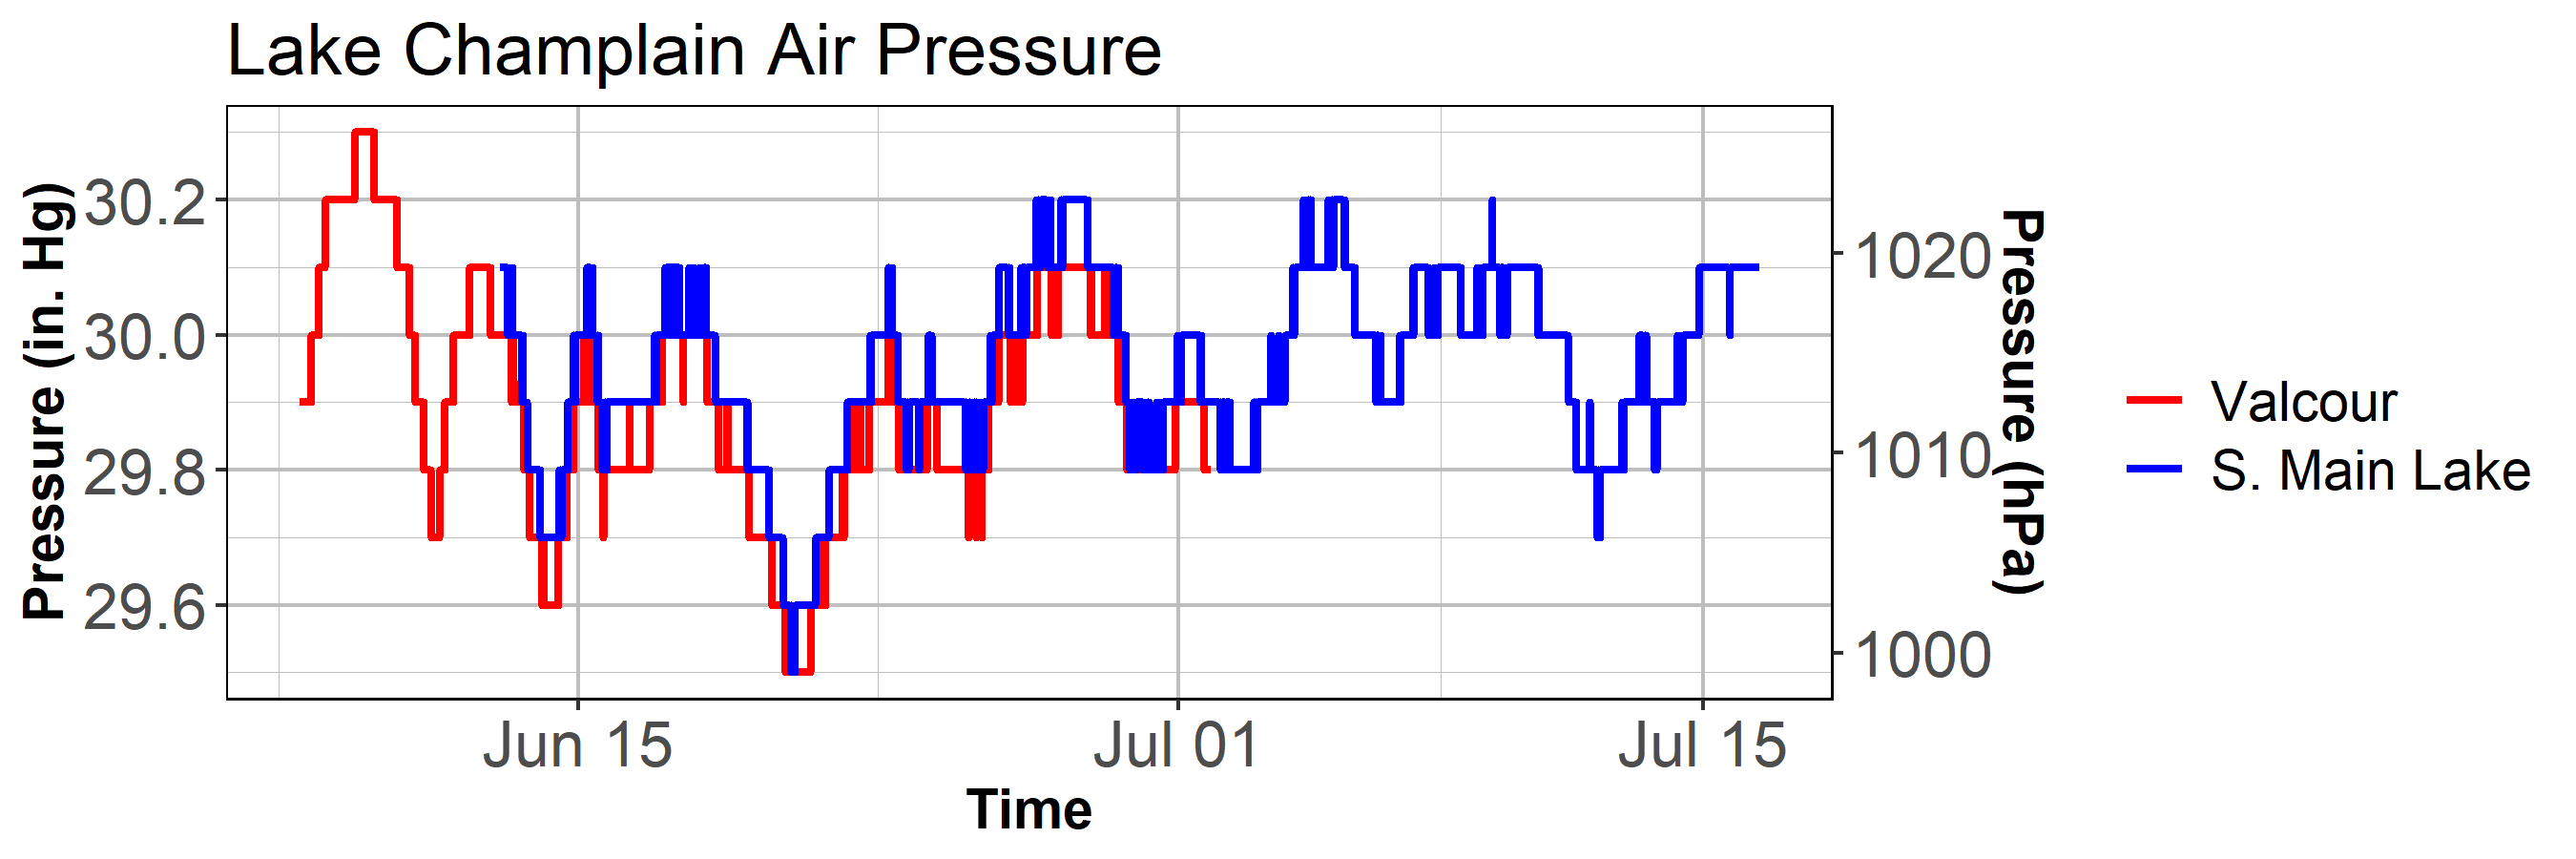 Lake Champlain Air Pressure
Pressure (in. Hg)
30.2
30.0
29.8
29.6
1020
1010
1000
Pressure (hPa)
Jun 15
Jul 01
Jul 15
Time
Valcour
S. Main Lake